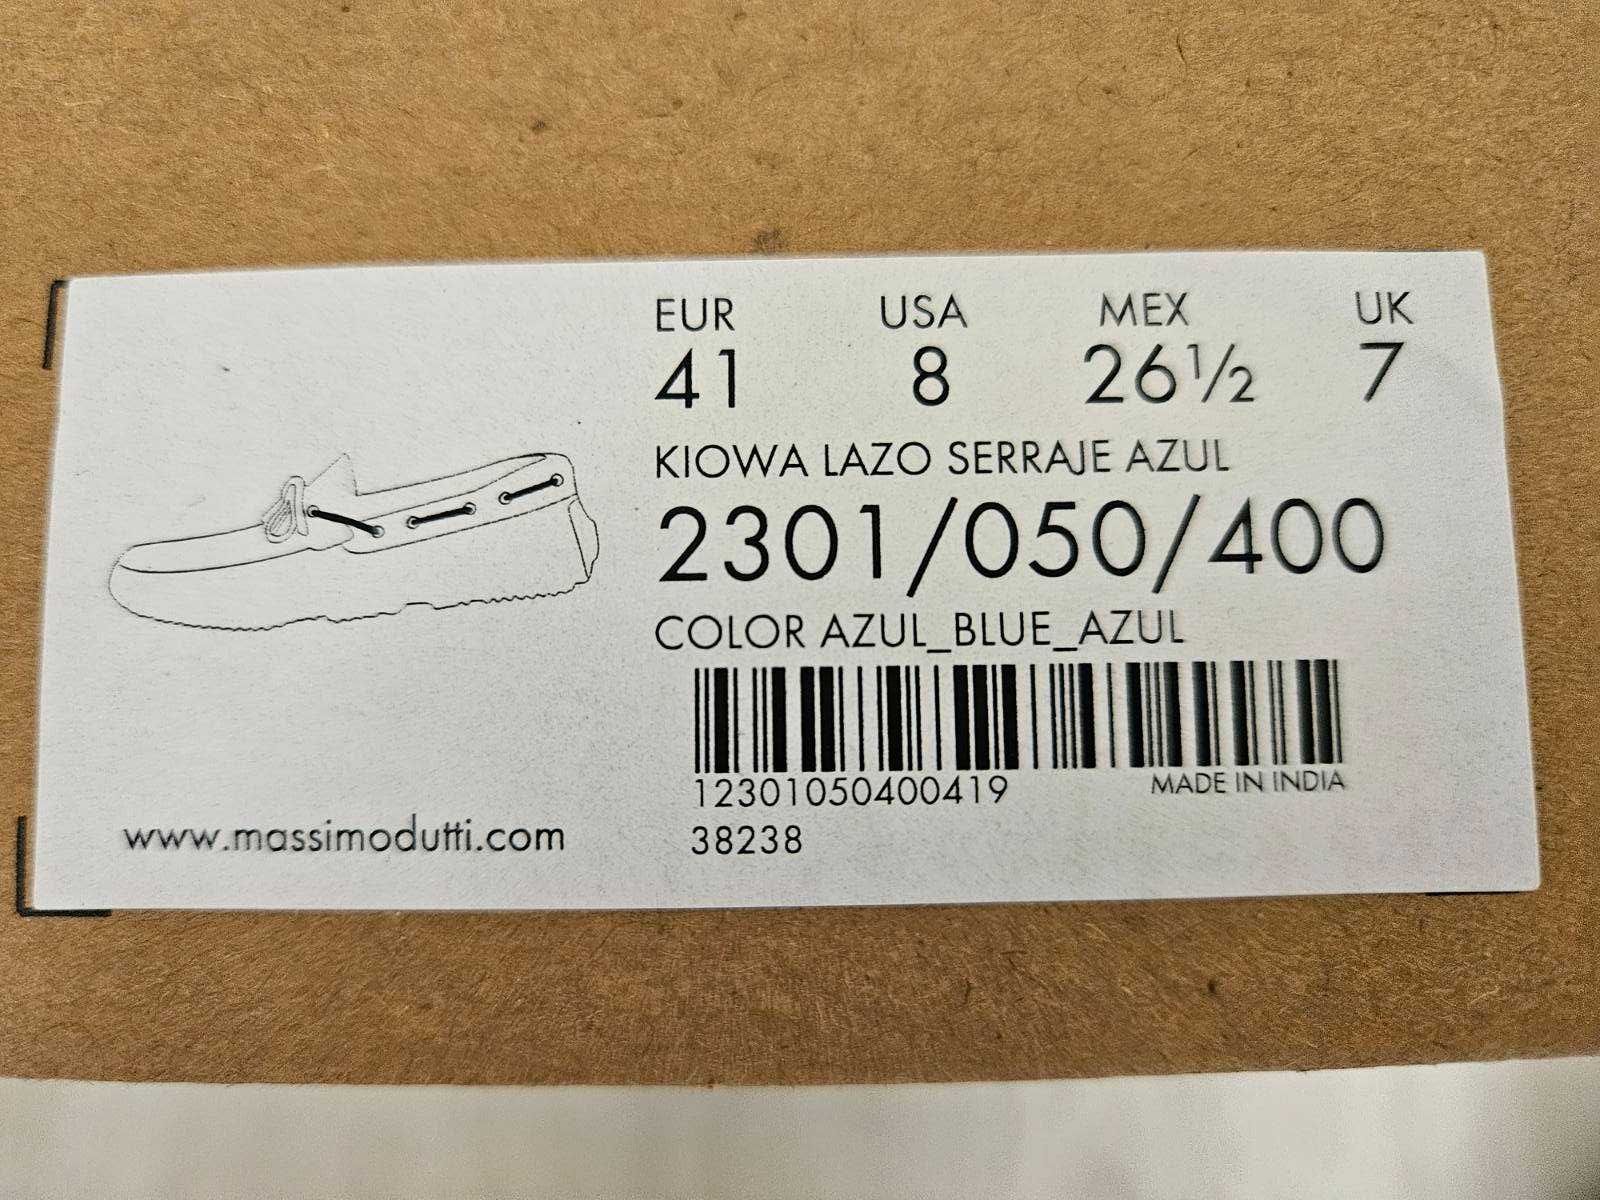 EUR USA MEX UK
41 8 26½ 7
KIOWA LAZO SERRAJE AZUL
2301/050/400
COLOR AZUL_BLUE_AZUL
12301050400419 MADE IN INDIA
www.massimodutti.com 38238